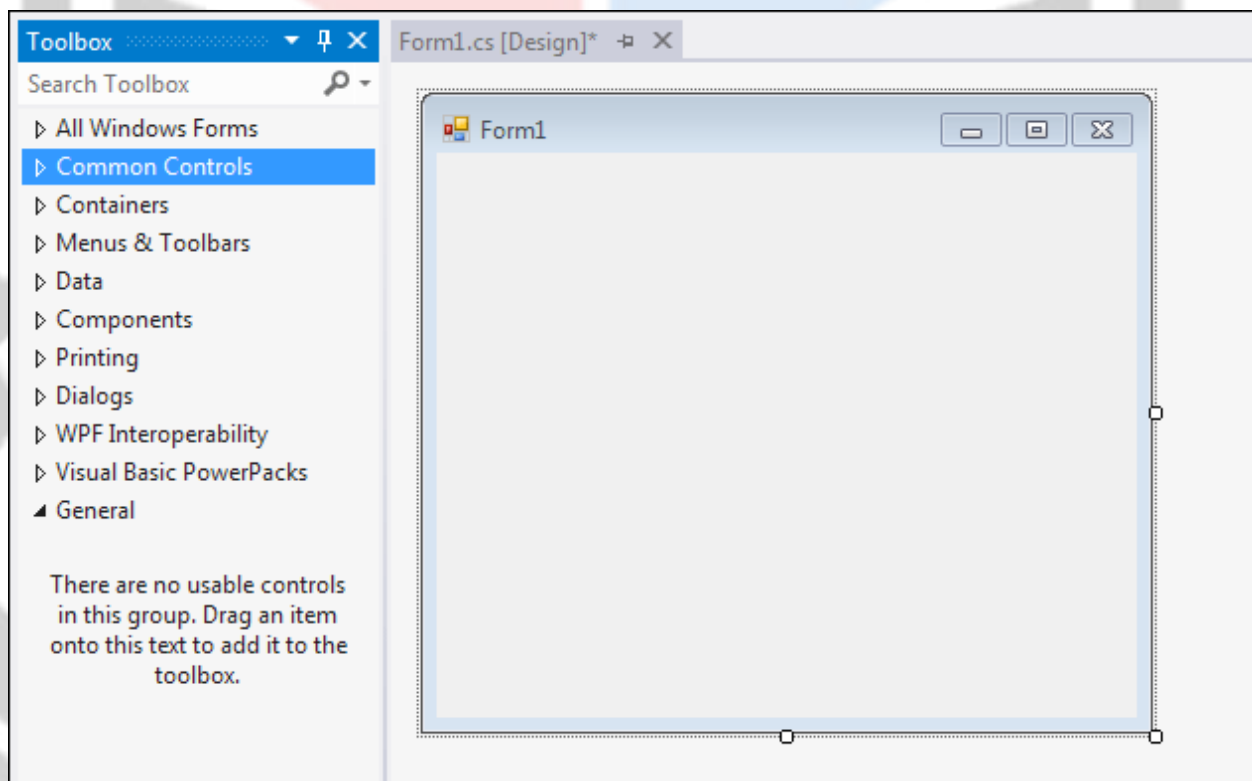 Toolbox
Form1.cs [Design]*
Search Toolbox
All Windows Forms
Common Controls
Containers
Menus & Toolbars
Data
Components
Printing
Dialogs
WPF Interoperability
Visual Basic PowerPacks
General
There are no usable controls
in this group. Drag an item
onto this text to add it to the
toolbox.
Form1